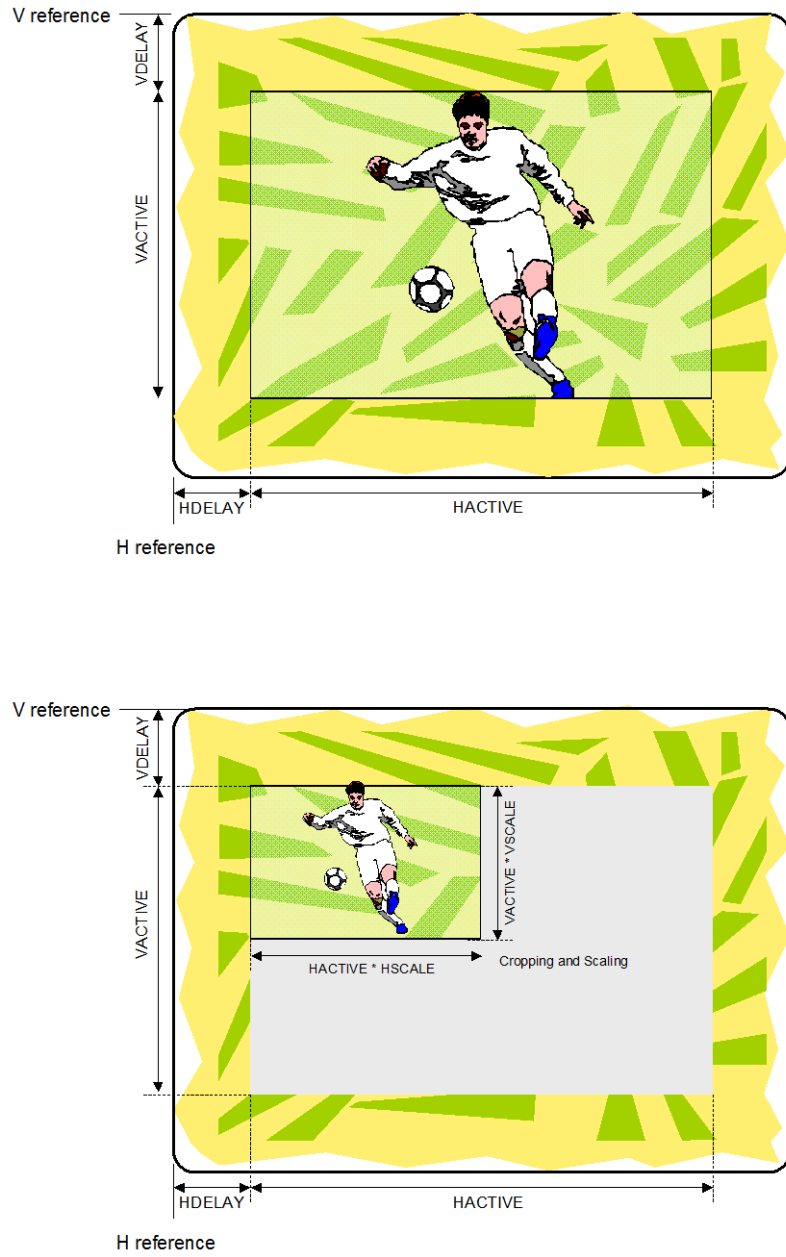 V reference
VDELAY
VACTIVE
HDELAY
HACTIVE
H reference
V reference
VDELAY
VACTIVE
VACTIVE * VSCALE
HACTIVE * HSCALE
Cropping and Scaling
HDELAY
HACTIVE
H reference